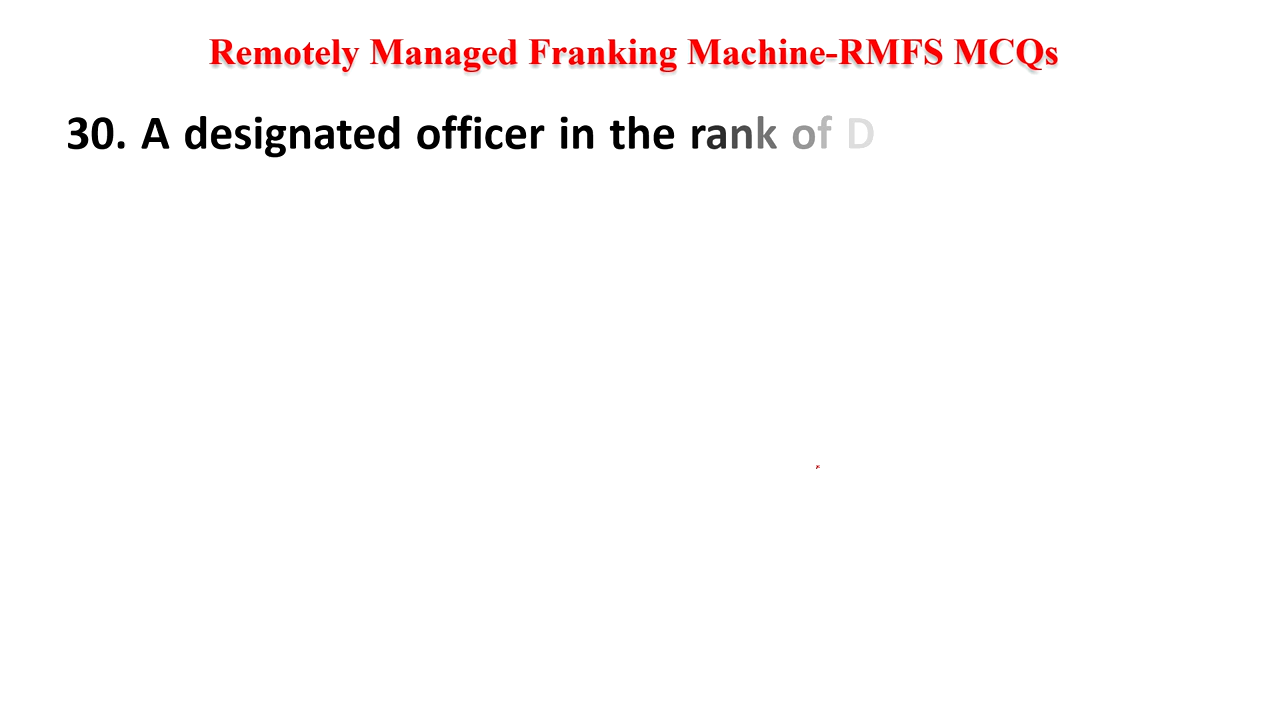 Remotely Managed Franking Machine-RMFS MCQs
30. A designated officer in the rank of D